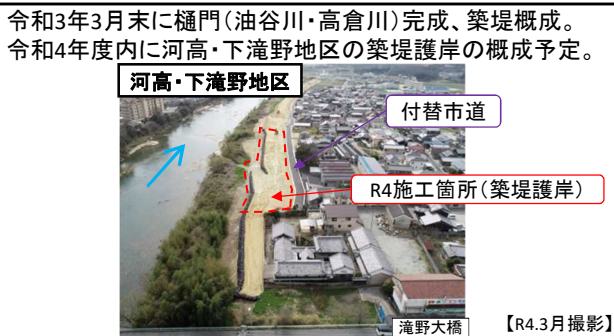 令和3年3月末に樋門(油谷川・高倉川)完成、築堤概成。
令和4年度内に河高・下滝野地区の築堤護岸の概成予定。
河高・下滝野地区
付替市道
R4施工箇所(築堤護岸)
滝野大橋
【R4.3月撮影】